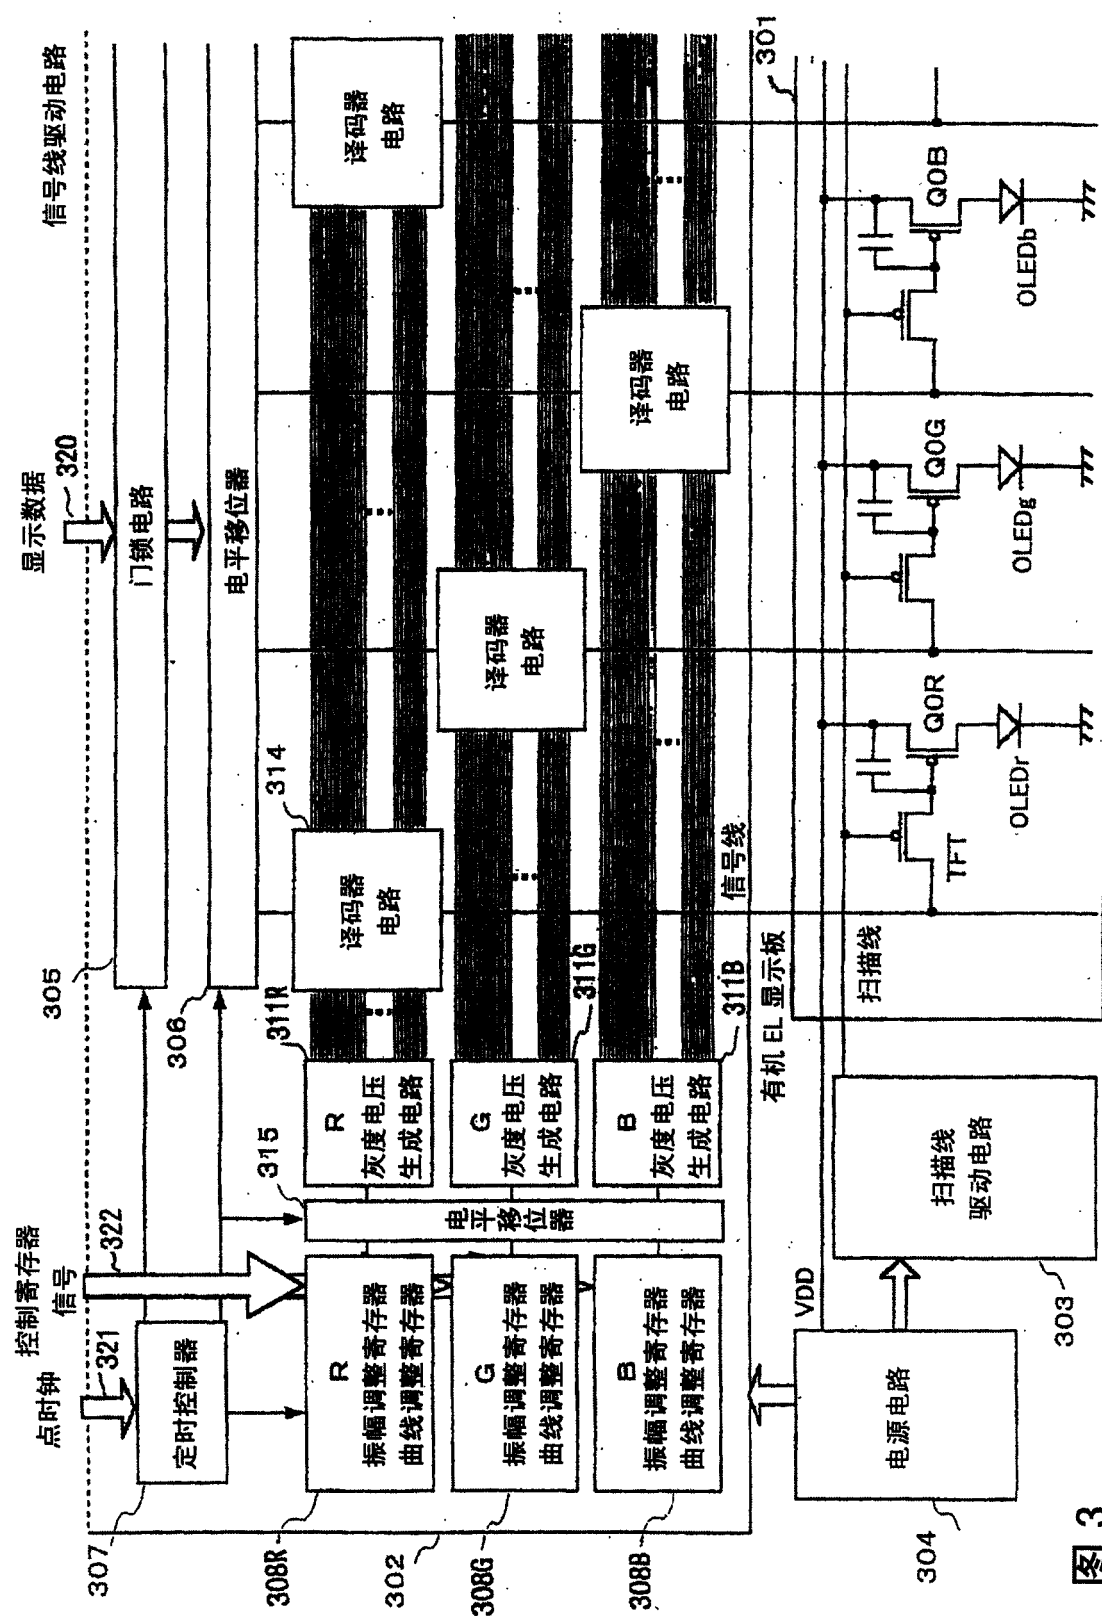 点时钟
321
控制寄存器
信号
322
显示数据
320
信号线驱动电路
307
定时控制器
305
门锁电路
306
电平移位器
308R
R
振幅调整寄存器
曲线调整寄存器
315
电平移位器
311R
R
灰度电压
生成电路
314
译码器
电路
译码器
电路
302
308G
G
振幅调整寄存器
曲线调整寄存器
G
灰度电压
生成电路
311G
译码器
电路
308B
B
振幅调整寄存器
曲线调整寄存器
B
灰度电压
生成电路
311B
译码器
电路
信号线
有机 EL 显示板
301
VDD
304
电源电路
303
扫描线
驱动电路
扫描线
TFT
Q0R
OLEDr
Q0G
OLEDg
Q0B
OLEDb
图 3